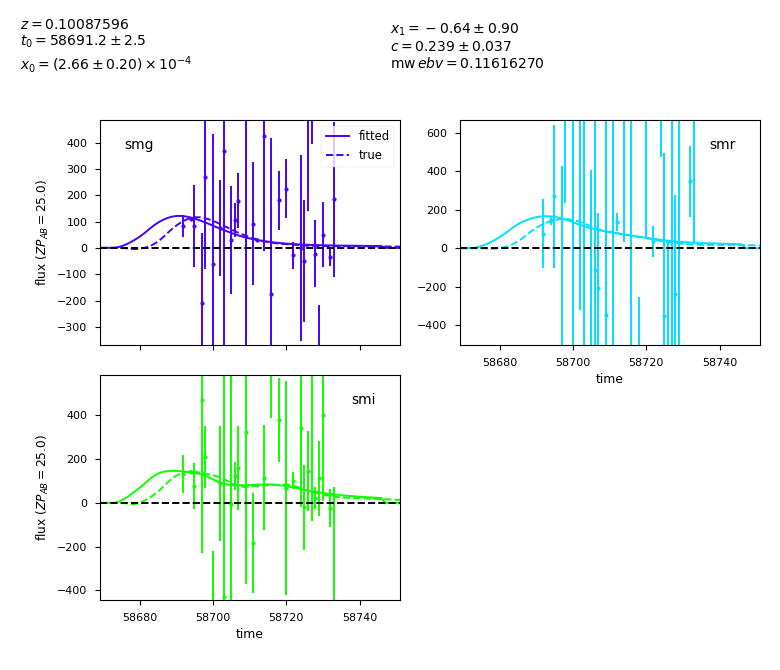 z = 0.10087596
t₀ = 58691.2 ± 2.5
x₀ = (2.66 ± 0.20) × 10⁻⁴
x₁ = −0.64 ± 0.90
c = 0.239 ± 0.037
mw ebv = 0.11616270
smg
fitted
true
flux (ZP_AB = 25.0)
400
300
200
100
0
−100
−200
−300
smr
600
400
200
0
−200
−400
58680 58700 58720 58740
time
smi
flux (ZP_AB = 25.0)
400
200
0
−200
−400
58680 58700 58720 58740
time